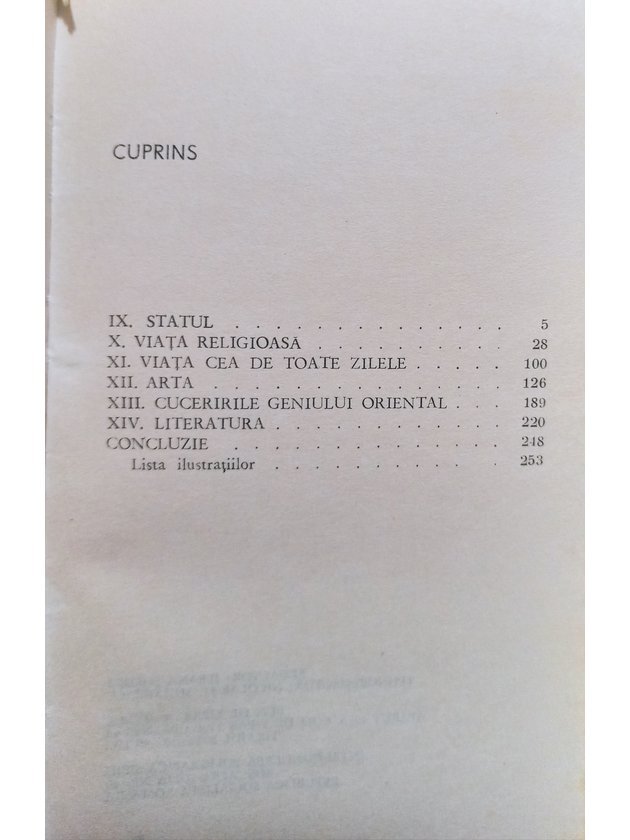 CUPRINS
IX. STATUL . . . . . . . . . . . . . . . 5
X. VIAȚA RELIGIOASĂ . . . . . . . . . . 28
XI. VIAȚA CEA DE TOATE ZILELE . . . . . 100
XII. ARTA . . . . . . . . . . . . . . . . 126
XIII. CUCERIRILE GENIULUI ORIENTAL . . . 189
XIV. LITERATURA . . . . . . . . . . . . 220
CONCLUZIE . . . . . . . . . . . . . . 248
Lista ilustrațiilor . . . . . . . . . . . 253